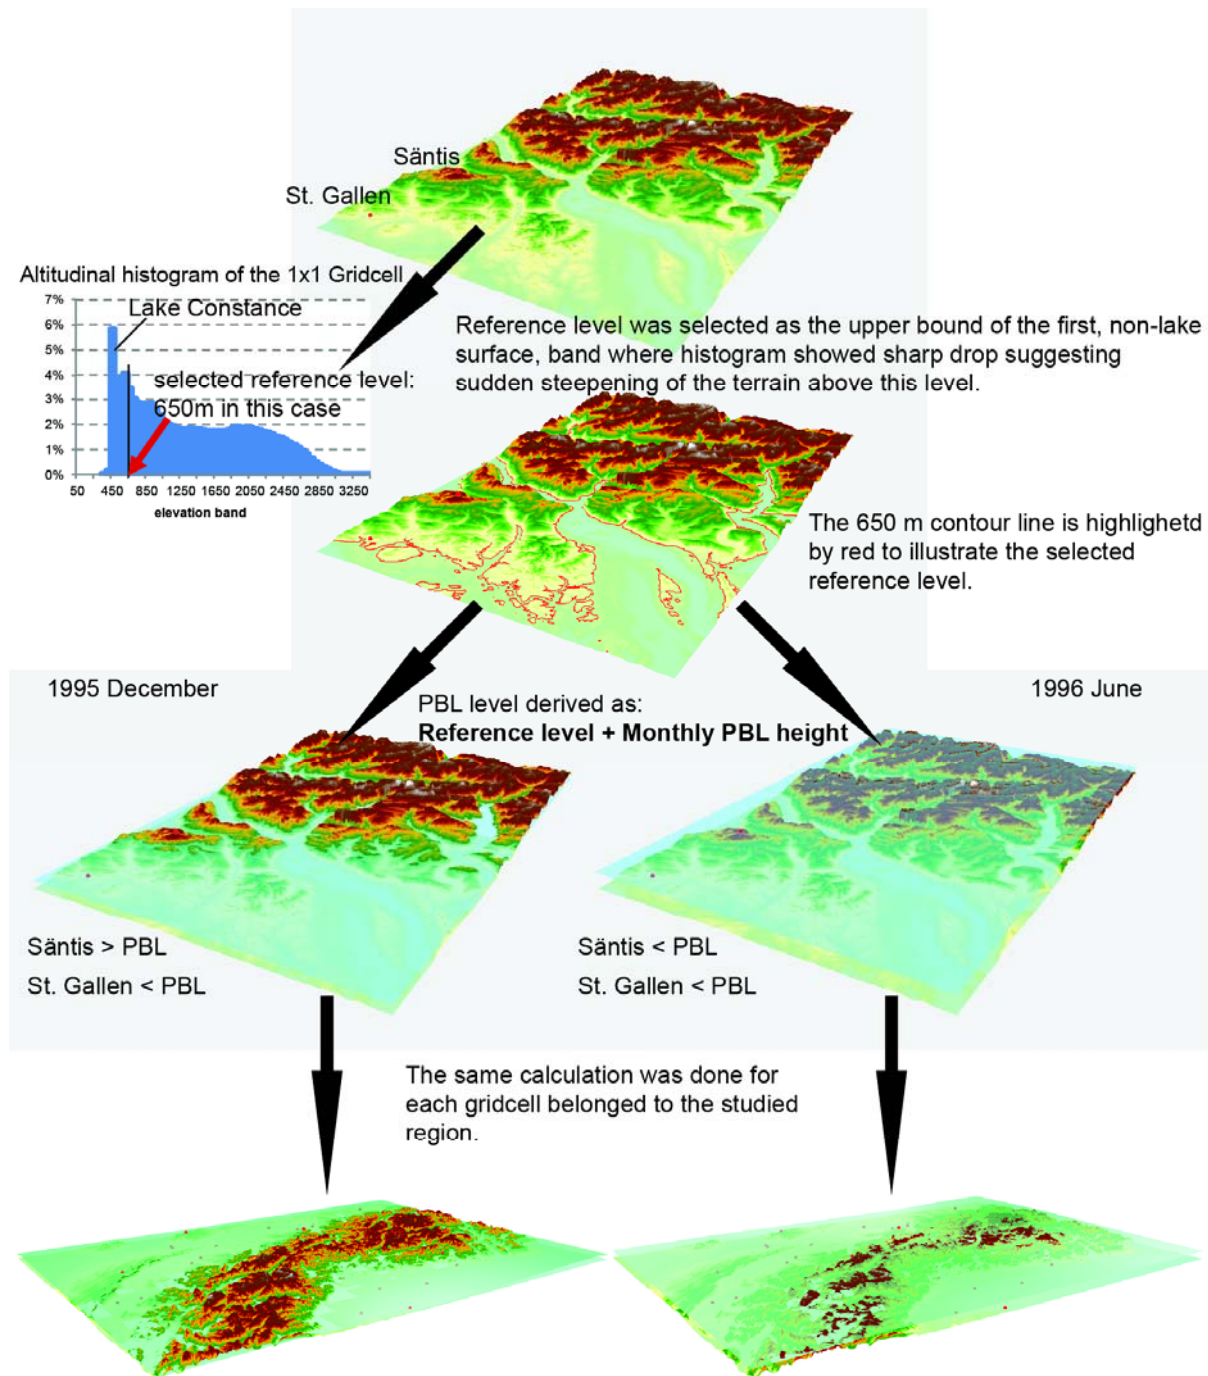 Säntis
St. Gallen
Altitudinal histogram of the 1x1 Gridcell
7%
6%
5%
4%
3%
2%
1%
0%
Lake Constance
selected reference level:
650m in this case
50 450 850 1250 1650 2050 2450 2850 3250
elevation band
Reference level was selected as the upper bound of the first, non-lake
surface, band where histogram showed sharp drop suggesting
sudden steepening of the terrain above this level.
The 650 m contour line is highlighetd
by red to illustrate the selected
reference level.
1995 December
PBL level derived as:
Reference level + Monthly PBL height
1996 June
Säntis > PBL
St. Gallen < PBL
Säntis < PBL
St. Gallen < PBL
The same calculation was done for
each gridcell belonged to the studied
region.